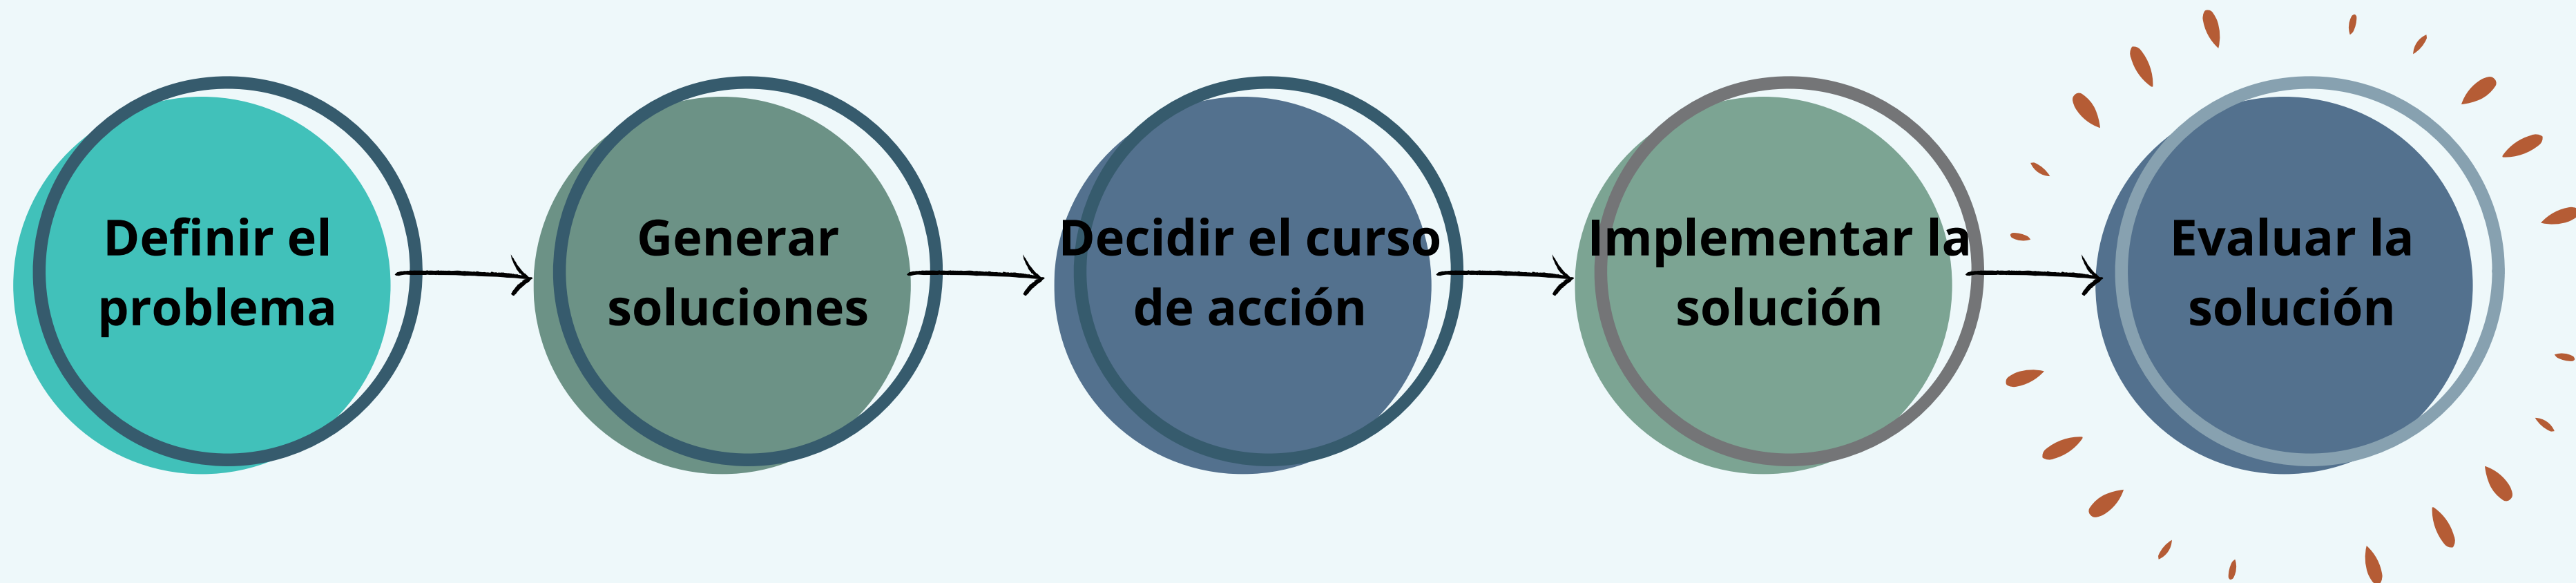 Definir el
problema
Generar
soluciones
Decidir el curso
de acción
Implementar la
solución
Evaluar la
solución